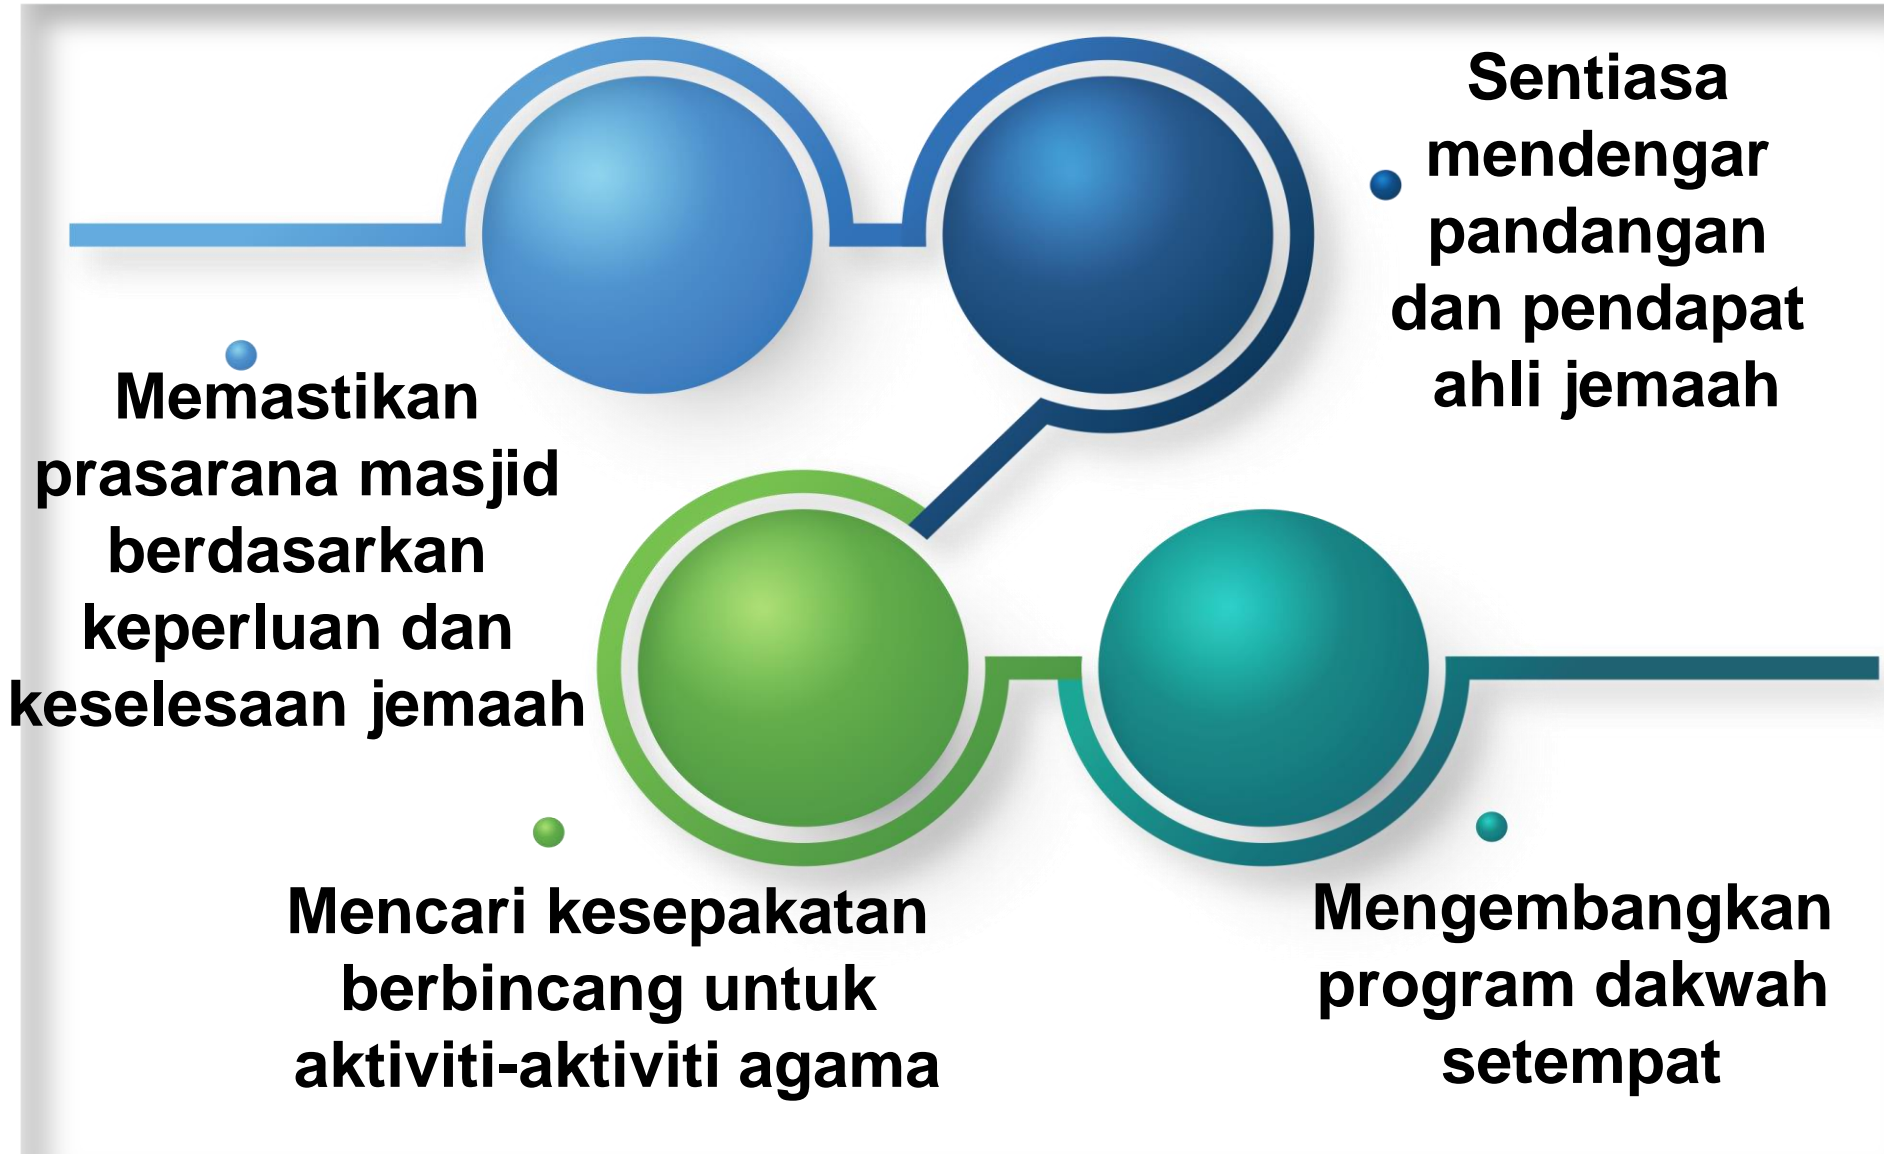 Memastikan
prasarana masjid
berdasarkan
keperluan dan
keselesaan jemaah
Sentiasa
mendengar
pandangan
dan pendapat
ahli jemaah
Mencari kesepakatan
berbincang untuk
aktiviti-aktiviti agama
Mengembangkan
program dakwah
setempat